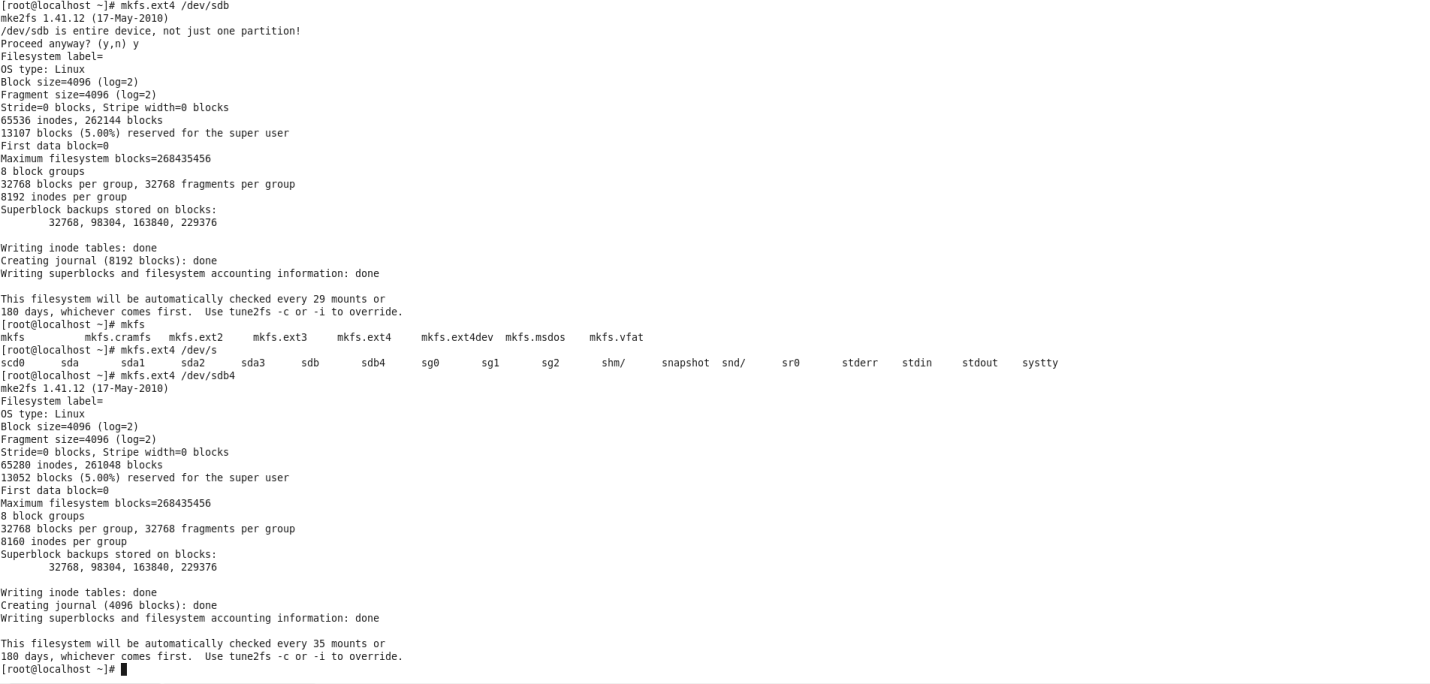 [root@localhost ~]# mkfs.ext4 /dev/sdb
mke2fs 1.41.12 (17-May-2010)
/dev/sdb is entire device, not just one partition!
Proceed anyway? (y,n) y
Filesystem label=
OS type: Linux
Block size=4096 (log=2)
Fragment size=4096 (log=2)
Stride=0 blocks, Stripe width=0 blocks
65536 inodes, 262144 blocks
13107 blocks (5.00%) reserved for the super user
First data block=0
Maximum filesystem blocks=268435456
8 block groups
32768 blocks per group, 32768 fragments per group
8192 inodes per group
Superblock backups stored on blocks:
        32768, 98304, 163840, 229376

Writing inode tables: done
Creating journal (8192 blocks): done
Writing superblocks and filesystem accounting information: done

This filesystem will be automatically checked every 29 mounts or
180 days, whichever comes first.  Use tune2fs -c or -i to override.
[root@localhost ~]# mkfs
mkfs          mkfs.cramfs   mkfs.ext2     mkfs.ext3     mkfs.ext4     mkfs.ext4dev  mkfs.msdos    mkfs.vfat
[root@localhost ~]# mkfs.ext4 /dev/s
scd0      sda       sda1      sda2      sda3      sdb       sdb4      sg0       sg1       sg2       shm/      snapshot  snd/      sr0       stderr    stdin     stdout    systty
[root@localhost ~]# mkfs.ext4 /dev/sdb4
mke2fs 1.41.12 (17-May-2010)
Filesystem label=
OS type: Linux
Block size=4096 (log=2)
Fragment size=4096 (log=2)
Stride=0 blocks, Stripe width=0 blocks
65280 inodes, 261048 blocks
13052 blocks (5.00%) reserved for the super user
First data block=0
Maximum filesystem blocks=268435456
8 block groups
32768 blocks per group, 32768 fragments per group
8160 inodes per group
Superblock backups stored on blocks:
        32768, 98304, 163840, 229376

Writing inode tables: done
Creating journal (4096 blocks): done
Writing superblocks and filesystem accounting information: done

This filesystem will be automatically checked every 35 mounts or
180 days, whichever comes first.  Use tune2fs -c or -i to override.
[root@localhost ~]#